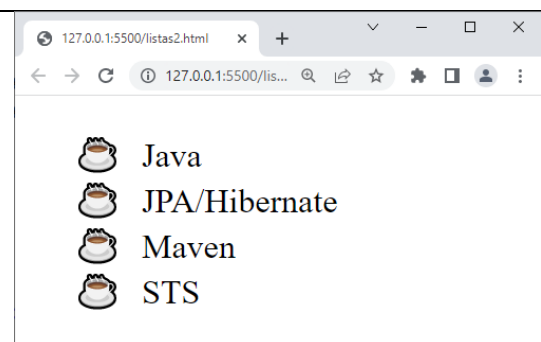 127.0.0.1:5500/listas2.html
127.0.0.1:5500/lis...
Java
JPA/Hibernate
Maven
STS